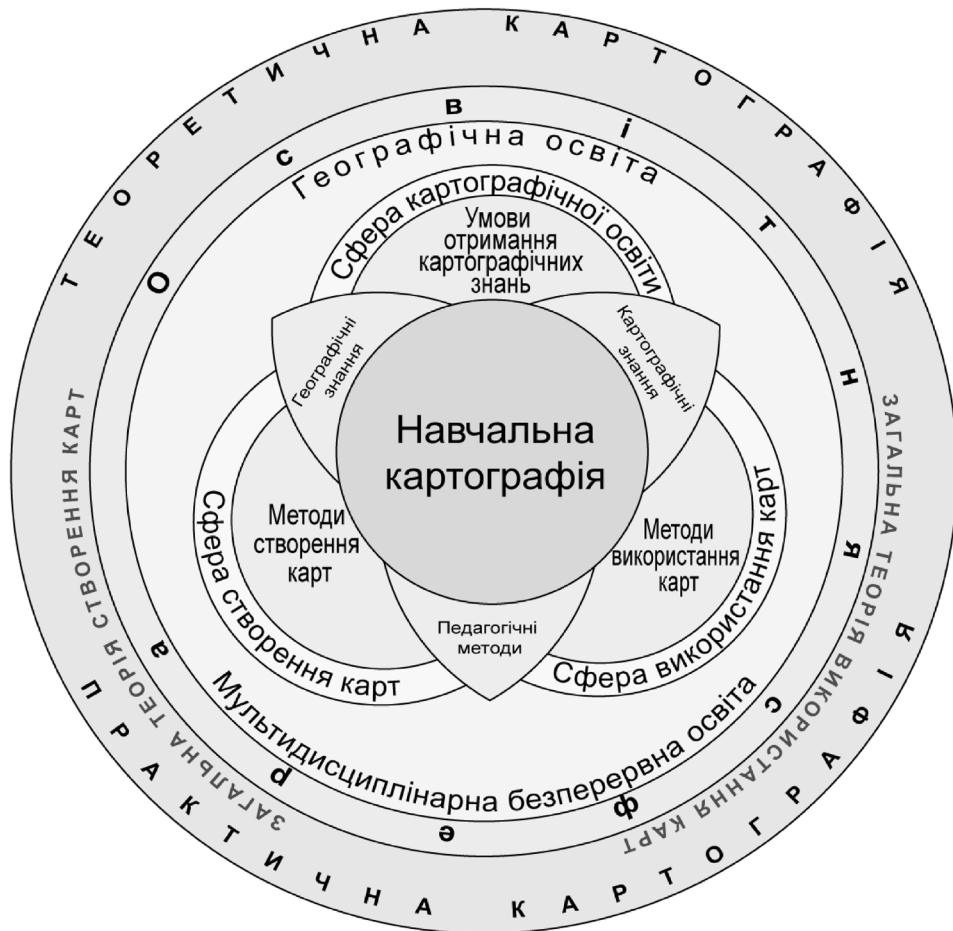 ТЕОРЕТИЧНА КАРТОГРАФІЯ
Освітня сфера
Географічна освіта
Сфера картографічної освіти
Умови
отримання
картографічних
знань
Географічні
знання
Картографічні
знання
Навчальна
картографія
Методи
створення
карт
Сфера створення карт
Методи
використання
карт
Сфера використання карт
Педагогічні
методи
Мультидисциплінарна безперервна освіта
ЗАГАЛЬНА ТЕОРІЯ СТВОРЕННЯ КАРТ
ЗАГАЛЬНА ТЕОРІЯ ВИКОРИСТАННЯ КАРТ
ПРАКТИЧНА КАРТОГРАФІЯ